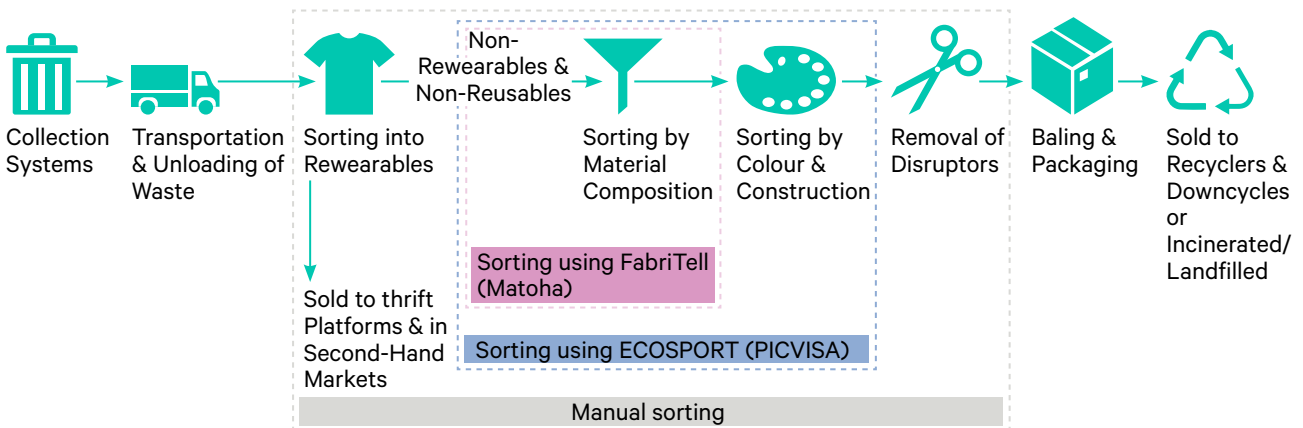 Collection
Systems
Transportation
& Unloading of
Waste
Sorting into
Rewearables
Non-
Rewearables &
Non-Reusables
Sorting by
Material
Composition
Sorting by
Colour &
Construction
Removal of
Disruptors
Baling &
Packaging
Sold to
Recyclers &
Downcycles
or
Incinerated/
Landfilled
Sold to thrift
Platforms & in
Second-Hand
Markets
Sorting using FabriTell
(Matoha)
Sorting using ECOSPORT (PICVISA)
Manual sorting